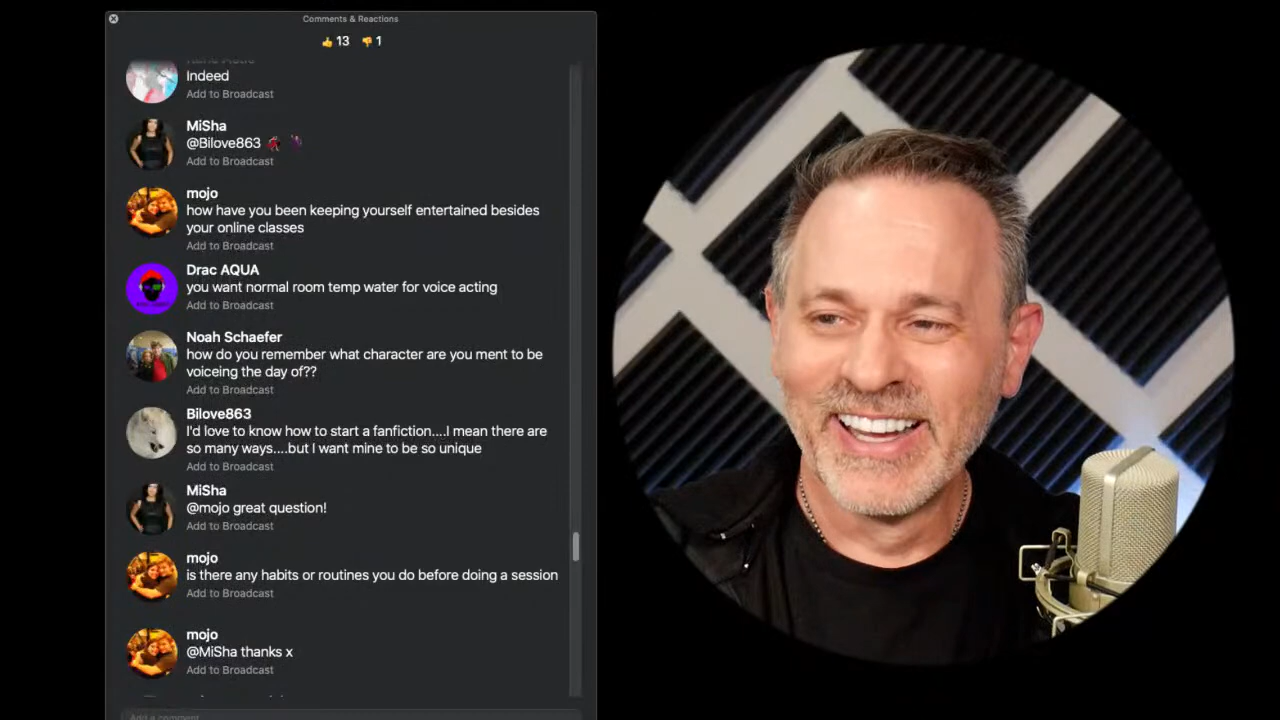 Comments & Reactions
👍 13 👎 1
Indeed
Add to Broadcast
MiSha
@Bilove863
Add to Broadcast
mojo
how have you been keeping yourself entertained besides
your online classes
Add to Broadcast
Drac AQUA
you want normal room temp water for voice acting
Add to Broadcast
Noah Schaefer
how do you remember what character are you ment to be
voiceing the day of??
Add to Broadcast
Bilove863
I'd love to know how to start a fanfiction....I mean there are
so many ways....but I want mine to be so unique
Add to Broadcast
MiSha
@mojo great question!
Add to Broadcast
mojo
is there any habits or routines you do before doing a session
Add to Broadcast
mojo
@MiSha thanks x
Add to Broadcast
Add a comment